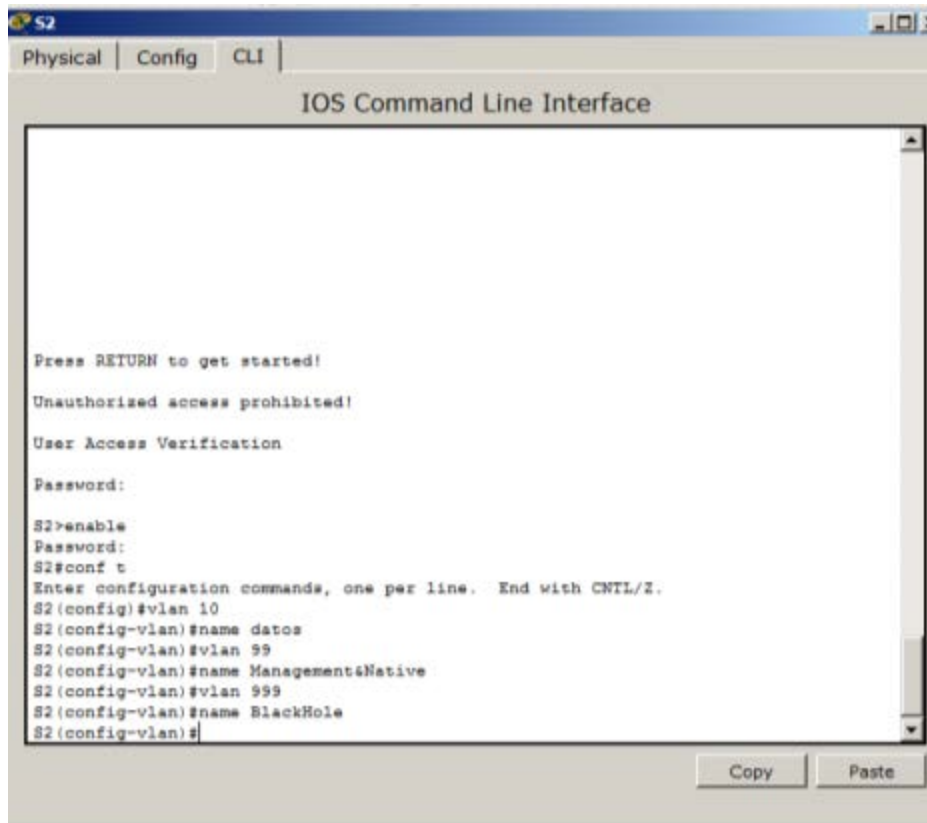 S2
Physical Config CLI
IOS Command Line Interface
Press RETURN to get started!
Unauthorized access prohibited!
User Access Verification
Password:
S2>enable
Password:
S2#conf t
Enter configuration commands, one per line.  End with CNTL/Z.
S2(config)#vlan 10
S2(config-vlan)#name datos
S2(config-vlan)#vlan 99
S2(config-vlan)#name Management&Native
S2(config-vlan)#vlan 999
S2(config-vlan)#name BlackHole
S2(config-vlan)#
Copy Paste